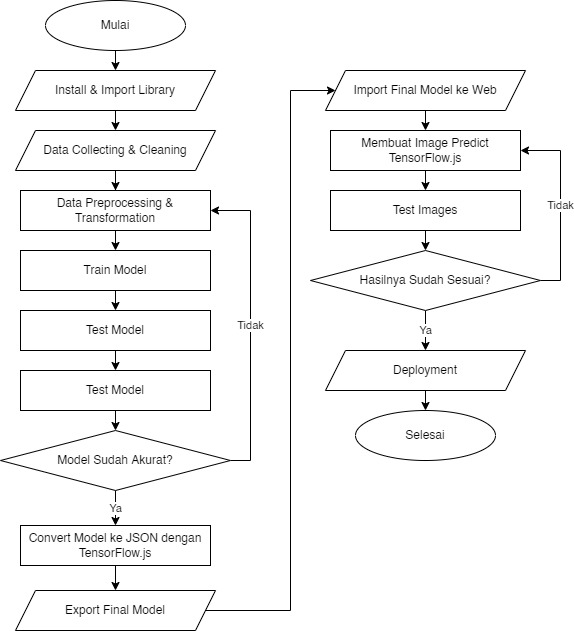 Mulai
Install & Import Library
Data Collecting & Cleaning
Data Preprocessing &
Transformation
Train Model
Test Model
Test Model
Model Sudah Akurat?
Tidak
Ya
Convert Model ke JSON dengan
TensorFlow.js
Export Final Model
Import Final Model ke Web
Membuat Image Predict
TensorFlow.js
Test Images
Hasilnya Sudah Sesuai?
Tidak
Ya
Deployment
Selesai